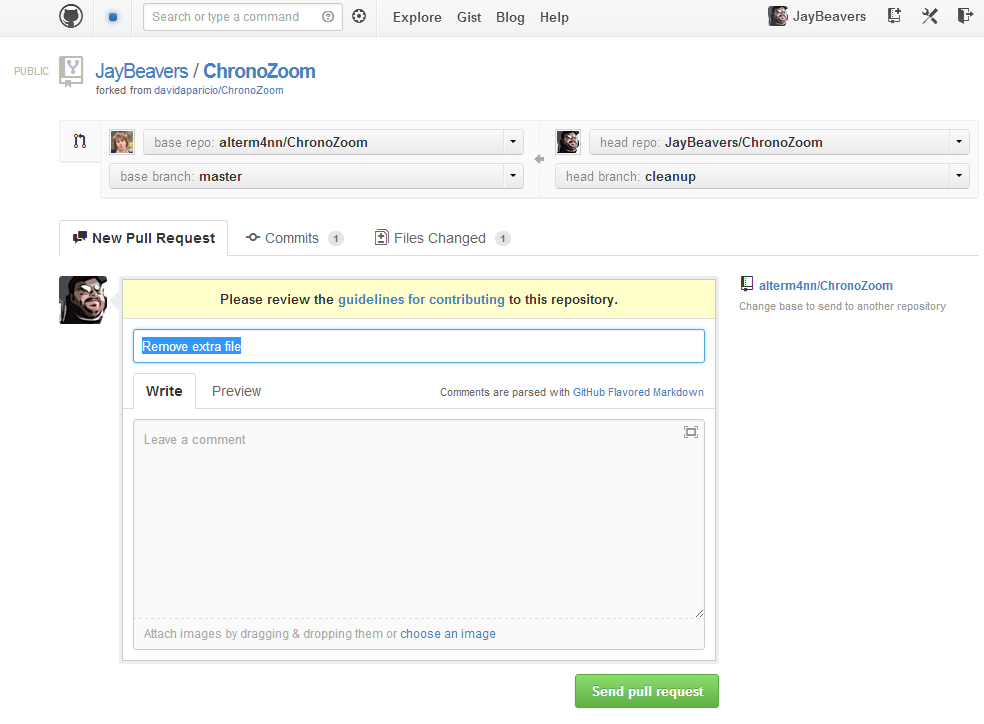 Search or type a command
Explore Gist Blog Help
JayBeavers
PUBLIC
JayBeavers / ChronoZoom
forked from davidaparicio/ChronoZoom
base repo: alterm4nn/ChronoZoom
head repo: JayBeavers/ChronoZoom
base branch: master
head branch: cleanup
New Pull Request
Commits 1
Files Changed 1
Please review the guidelines for contributing to this repository.
alterm4nn/ChronoZoom
Change base to send to another repository
Remove extra file
Write Preview
Comments are parsed with GitHub Flavored Markdown
Leave a comment
Attach images by dragging & dropping them or choose an image
Send pull request